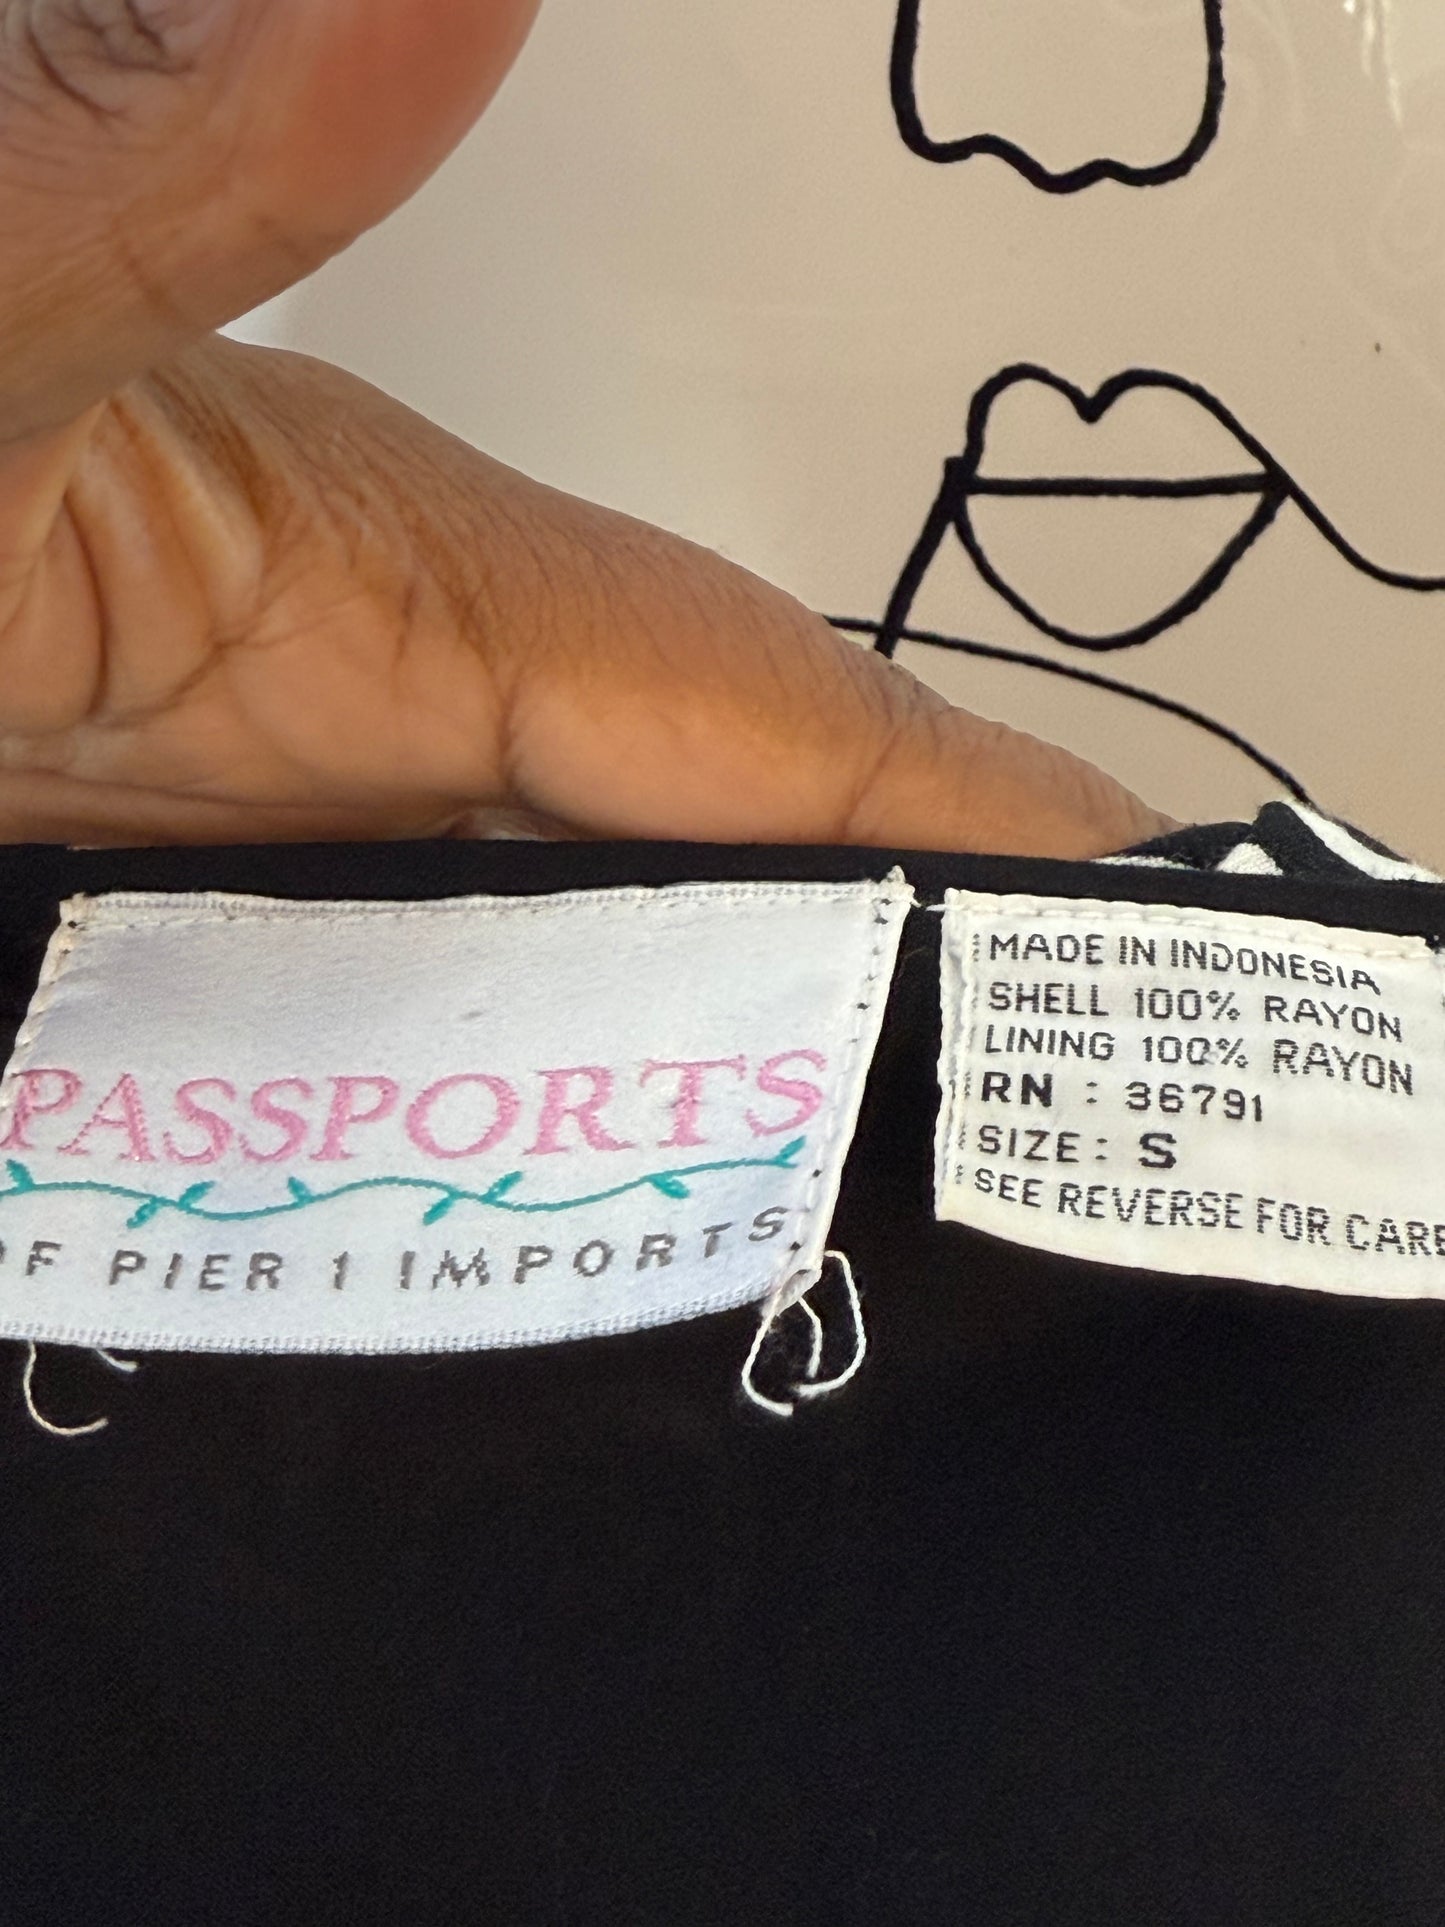 PASSPORTS
OF PIER 1 IMPORTS
MADE IN INDONESIA
SHELL 100% RAYON
LINING 100% RAYON
RN : 36791
SIZE: S
SEE REVERSE FOR CARE